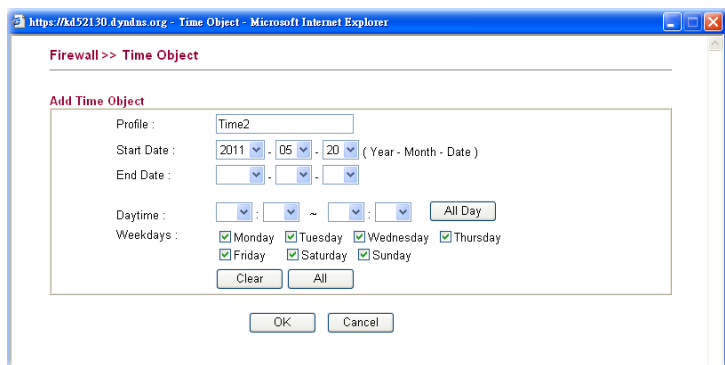 https://kd52130.dyndns.org - Time Object - Microsoft Internet Explorer
Firewall >> Time Object
Add Time Object
Profile : Time2
Start Date : 2011 - 05 - 20 ( Year - Month - Date )
End Date : - -
Daytime : : ~ : All Day
Weekdays : Monday Tuesday Wednesday Thursday
Friday Saturday Sunday
Clear All
OK Cancel